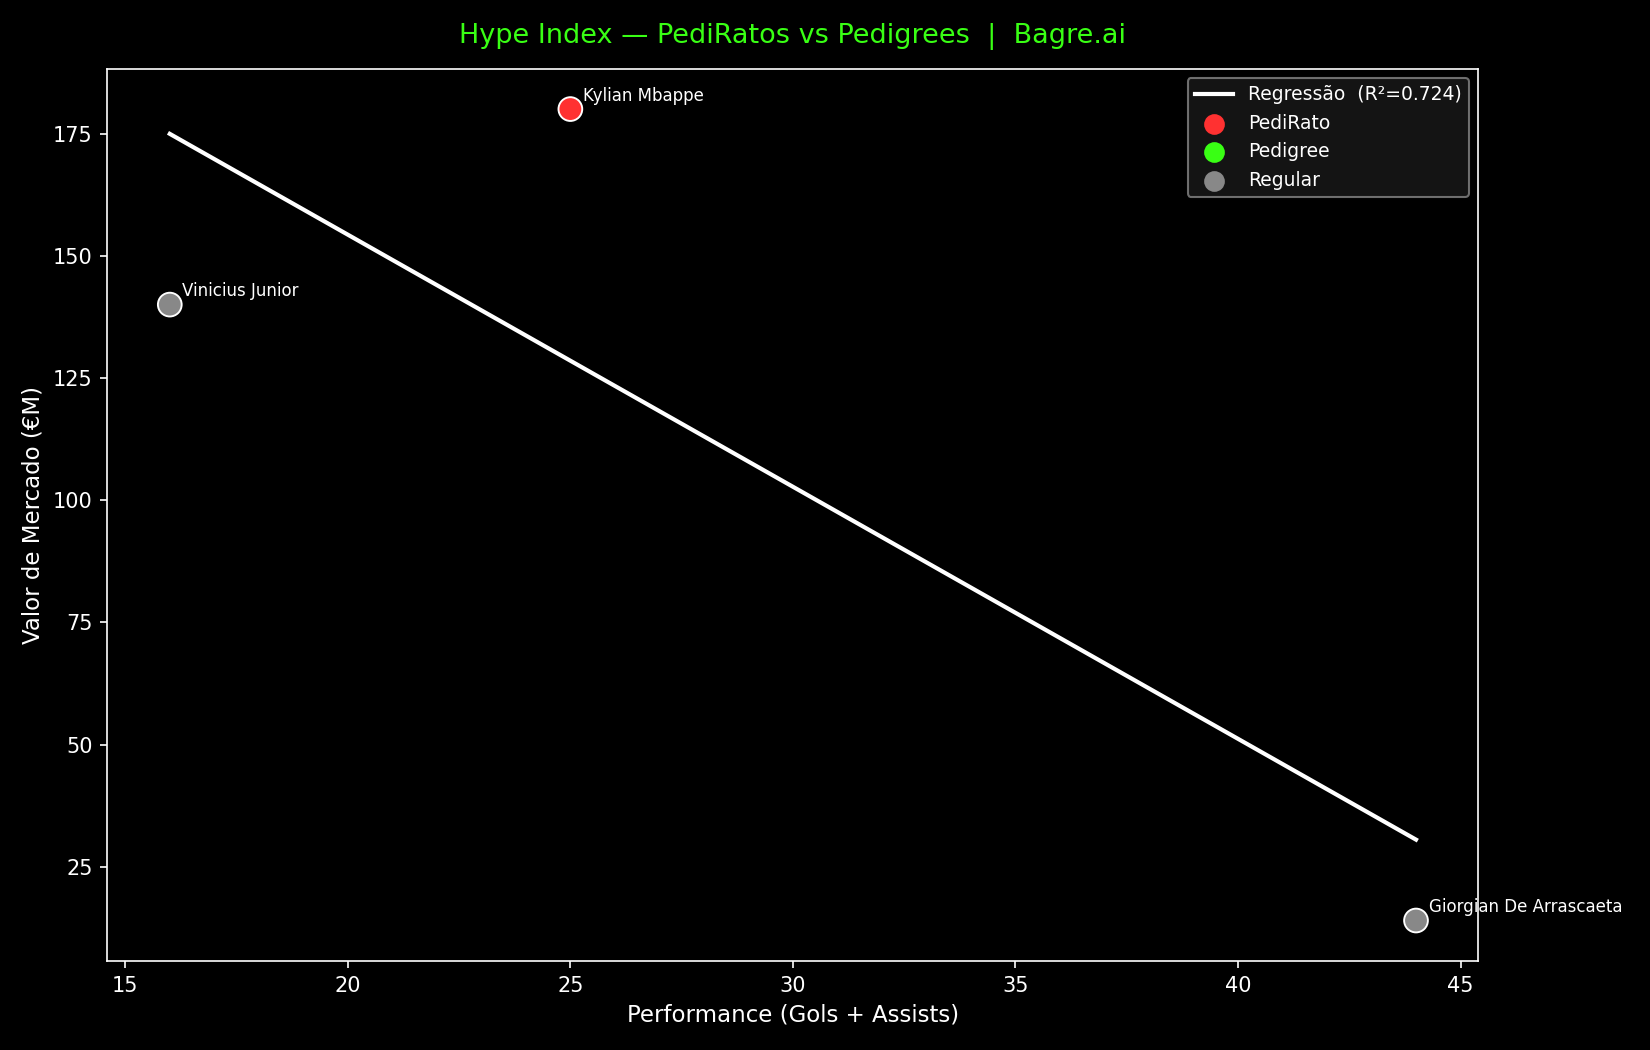 Hype Index — PediRatos vs Pedigrees | Bagre.ai
Regressão (R²=0.724)
PediRato
Pedigree
Regular
Kylian Mbappe
Vinicius Junior
Giorgian De Arrascaeta
Valor de Mercado (€M)
175
150
125
100
75
50
25
15
20
25
30
35
40
45
Performance (Gols + Assists)